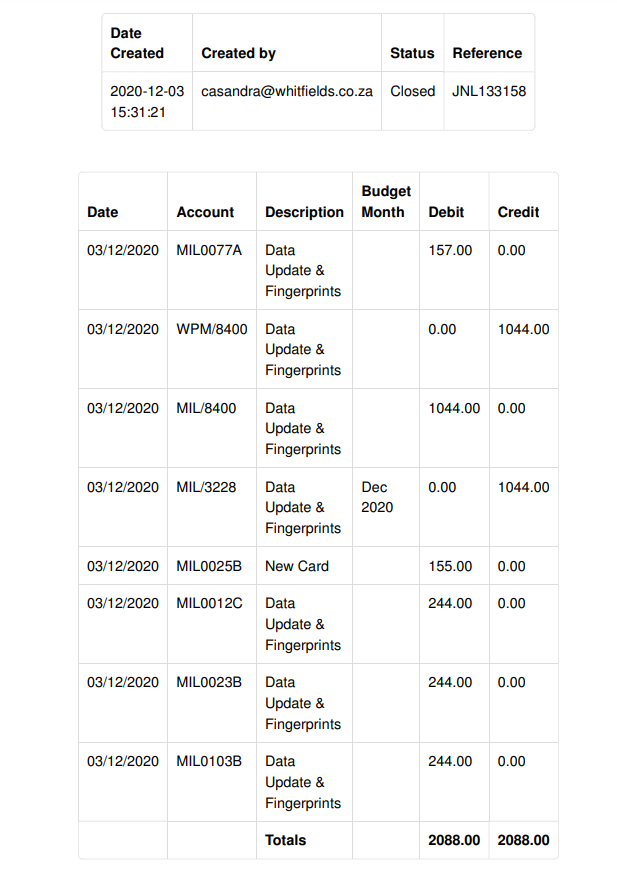 Date Created Created by Status Reference
2020-12-03 15:31:21 casandra@whitfields.co.za Closed JNL133158
Date Account Description Budget Month Debit Credit
03/12/2020 MIL0077A Data Update & Fingerprints 157.00 0.00
03/12/2020 WPM/8400 Data Update & Fingerprints 0.00 1044.00
03/12/2020 MIL/8400 Data Update & Fingerprints 1044.00 0.00
03/12/2020 MIL/3228 Data Update & Fingerprints Dec 2020 0.00 1044.00
03/12/2020 MIL0025B New Card 155.00 0.00
03/12/2020 MIL0012C Data Update & Fingerprints 244.00 0.00
03/12/2020 MIL0023B Data Update & Fingerprints 244.00 0.00
03/12/2020 MIL0103B Data Update & Fingerprints 244.00 0.00
Totals 2088.00 2088.00